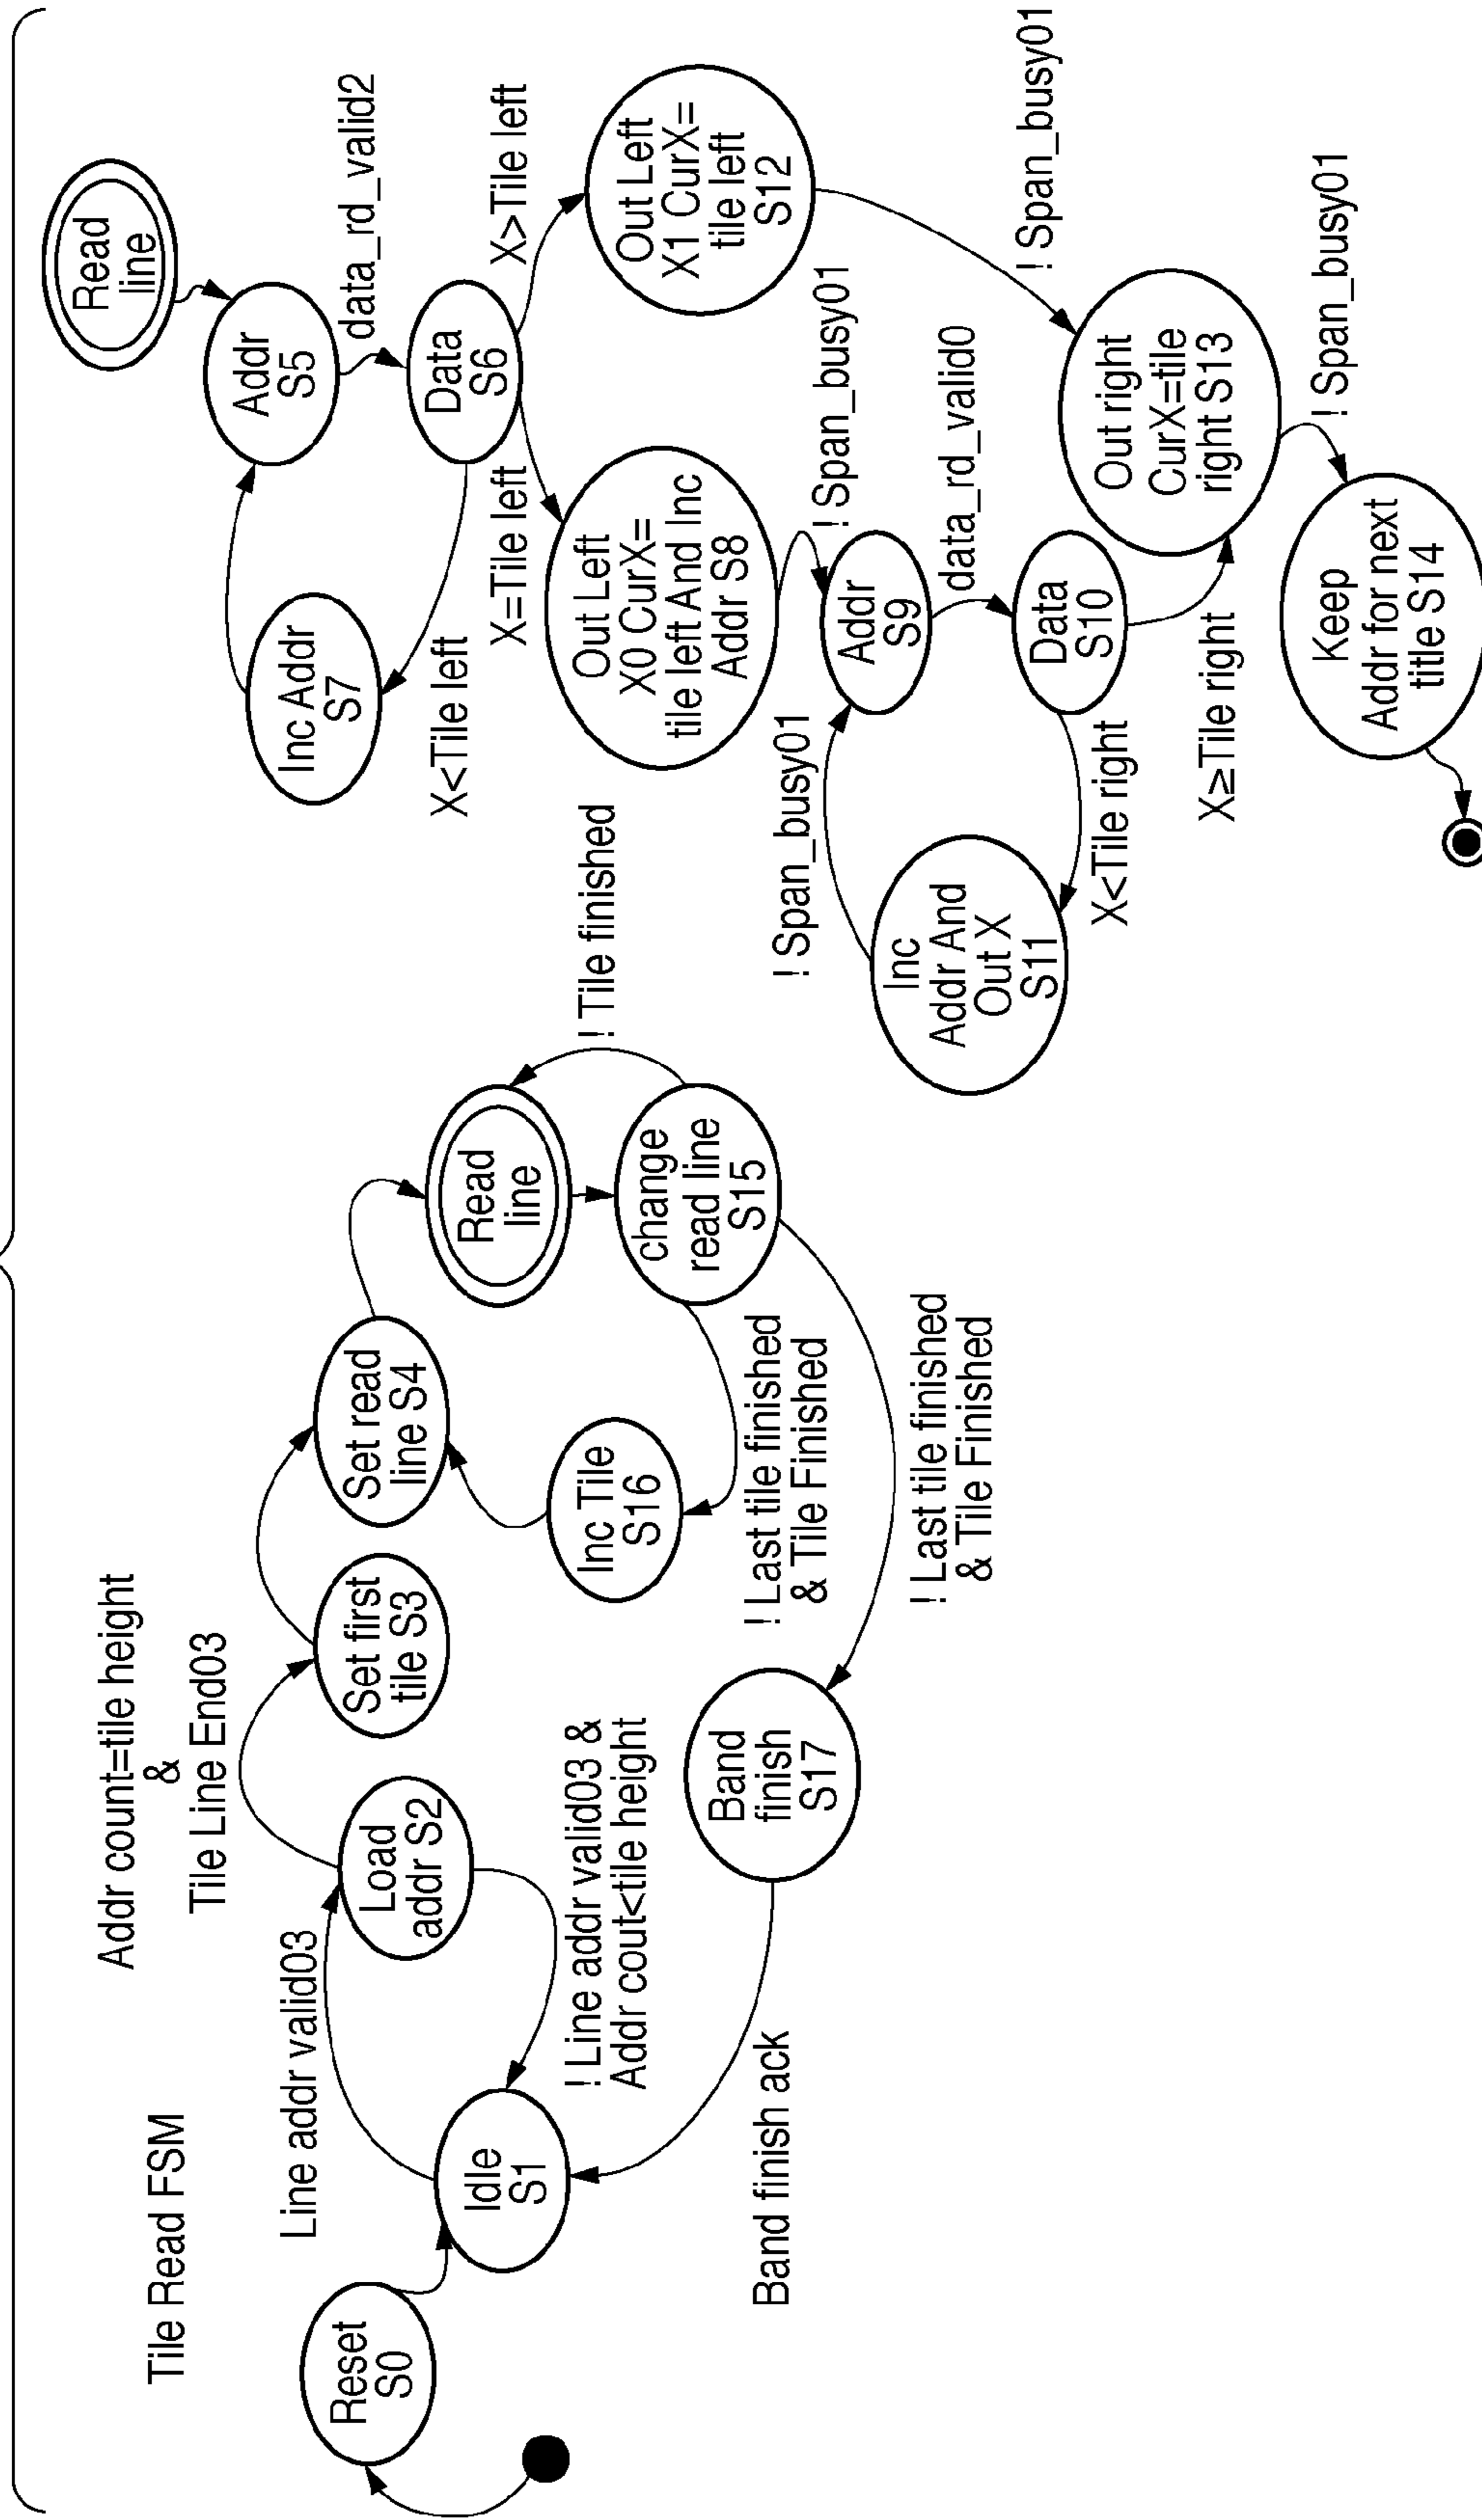 Tile Read FSM
Reset
S0
Idle
S1
Line addr valid03
Load
addr S2
! Line addr valid03 &
Addr cout<tile height
Addr count=tile height
&
Tile Line End03
Set first
tile S3
Set read
line S4
Read
line
change
read line
S15
! Tile finished
Inc Tile
S16
! Last tile finished
& Tile Finished
! Last tile finished
& Tile Finished
Band
finish
S17
Band finish ack
Read
line
Addr
S5
data_rd_valid2
Data
S6
Inc Addr
S7
X<Tile left
X=Tile left
X>Tile left
Out Left
X0 CurX=
tile left And Inc
Addr S8
Out Left
X1 CurX=
tile left
S12
! Span_busy01
Addr
S9
data_rd_valid0
Data
S10
! Span_busy01
Inc
Addr And
Out X
S11
X<Tile right
X≥Tile right
! Span_busy01
Out right
CurX=tile
right S13
! Span_busy01
Keep
Addr for next
title S14